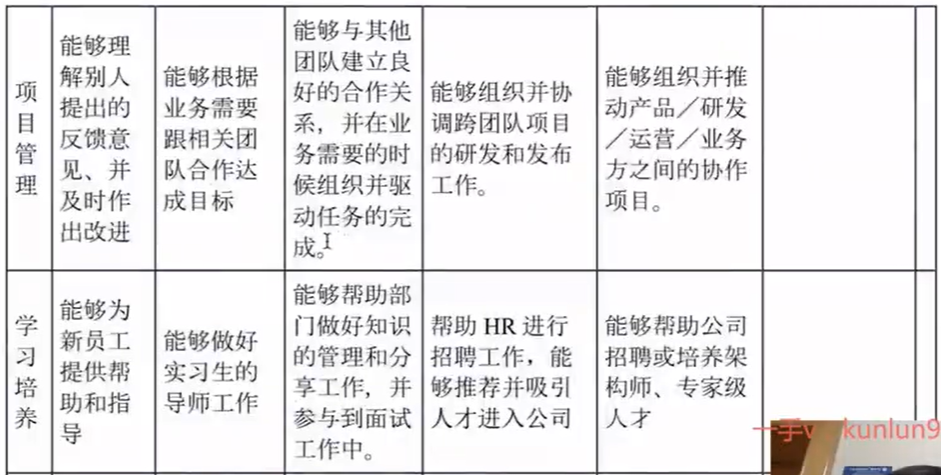 项目管理
能够理
解别人
提出的
反馈意
见、并
及时作
出改进
能够根据
业务需要
跟相关团
队合作达
成目标
能够与其他
团队建立良
好的合作关
系，并在业
务需要的时
候组织并驱
动任务的完
成。
能够组织并协
调跨团队项目
的研发和发布
工作。
能够组织并推
动产品／研发
／运营／业务
方之间的协作
项目。
学习培养
能够为
新员工
提供帮
助和指
导
能够做好
实习生的
导师工作
能够帮助部
门做好知识
的管理和分
享工作，并
参与到面试
工作中。
帮助 HR 进行
招聘工作，能
够推荐并吸引
人才进入公司
能够帮助公司
招聘或培养架
构师、专家级
人才
一手 kunlun9